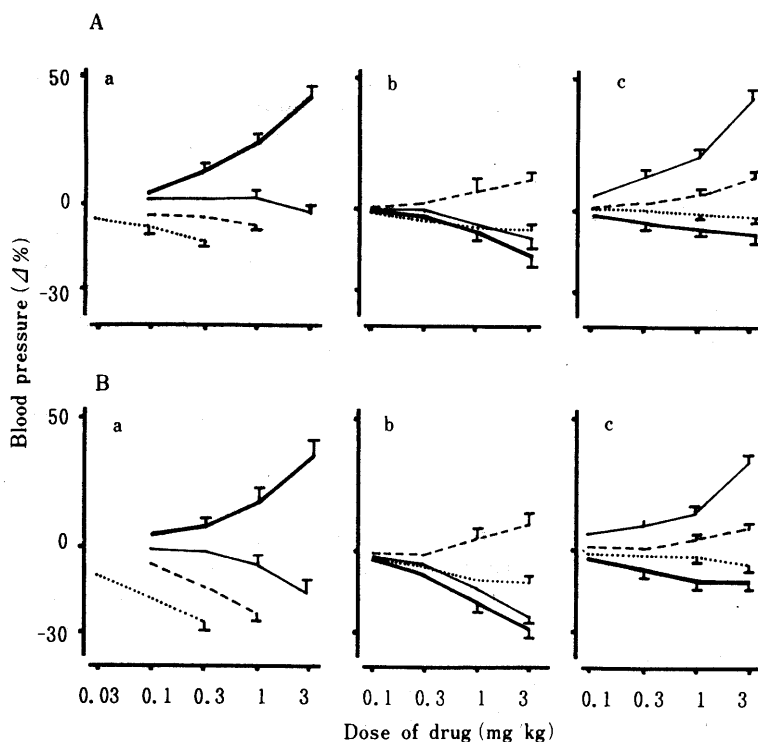 A
a
b
c
50
0
-30
Blood pressure (Δ%)
B
a
b
c
50
0
-30
0.03 0.1 0.3 1 3
0.1 0.3 1 3
0.1 0.3 1 3
Dose of drug (mg kg)